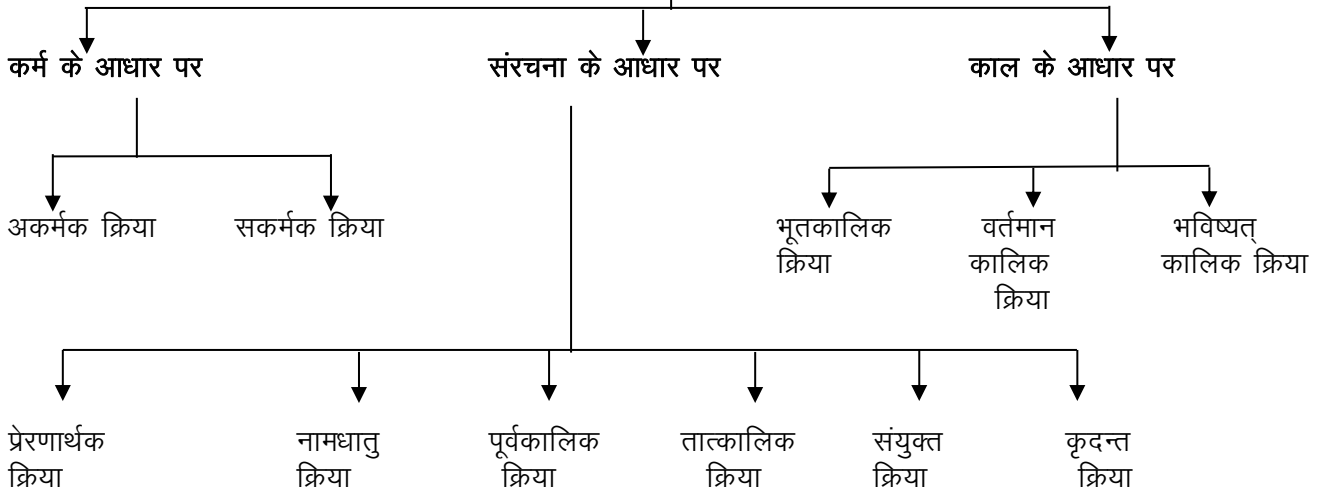 कर्म के आधार पर
संरचना के आधार पर
काल के आधार पर
अकर्मक क्रिया
सकर्मक क्रिया
भूतकालिक
क्रिया
वर्तमान
कालिक
क्रिया
भविष्यत्
कालिक क्रिया
प्रेरणार्थक
क्रिया
नामधातु
क्रिया
पूर्वकालिक
क्रिया
तात्कालिक
क्रिया
संयुक्त
क्रिया
कृदन्त
क्रिया